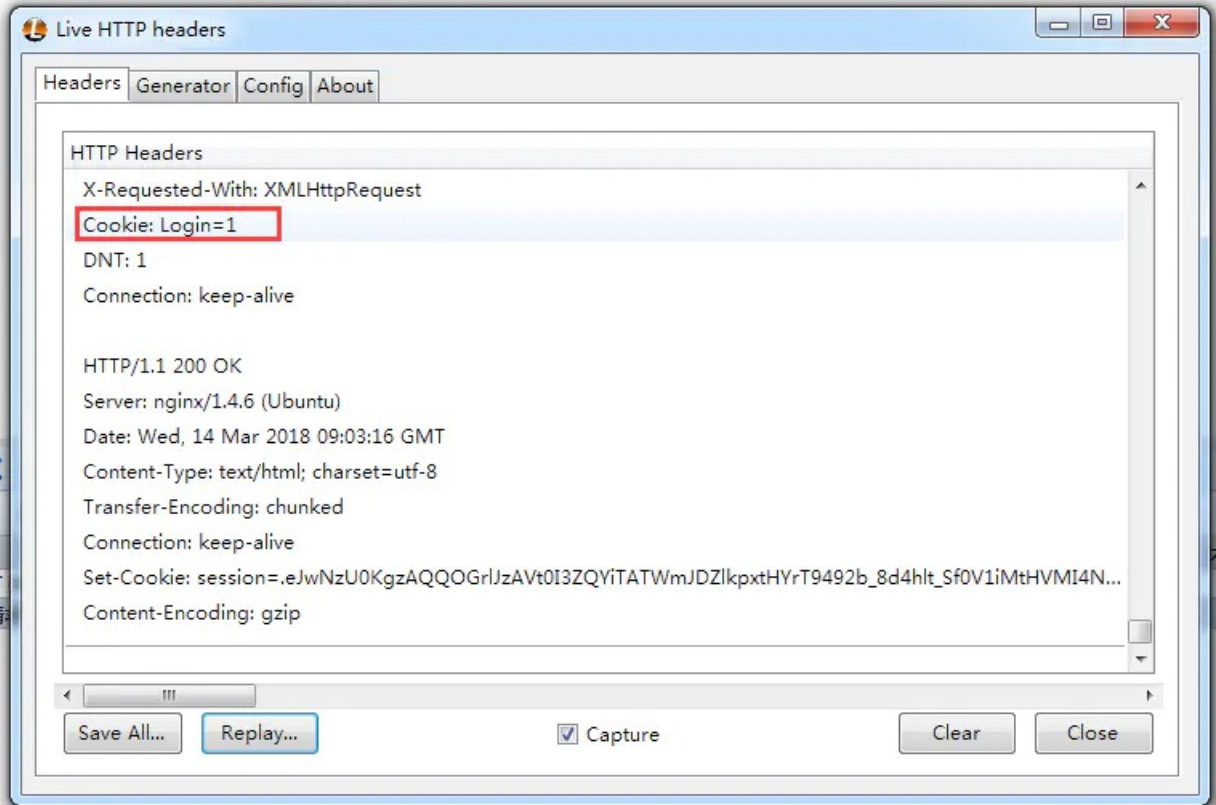 Live HTTP headers
Headers Generator Config About
HTTP Headers
X-Requested-With: XMLHttpRequest
Cookie: Login=1
DNT: 1
Connection: keep-alive
HTTP/1.1 200 OK
Server: nginx/1.4.6 (Ubuntu)
Date: Wed, 14 Mar 2018 09:03:16 GMT
Content-Type: text/html; charset=utf-8
Transfer-Encoding: chunked
Connection: keep-alive
Set-Cookie: session=.eJwNzU0KgzAQQOGrlJzAVt0I3ZQYiTATWmJDZlkpxtHYrT9492b_8d4hlt_Sf0V1iMtHVMI4N...
Content-Encoding: gzip
Save All... Replay... Capture Clear Close